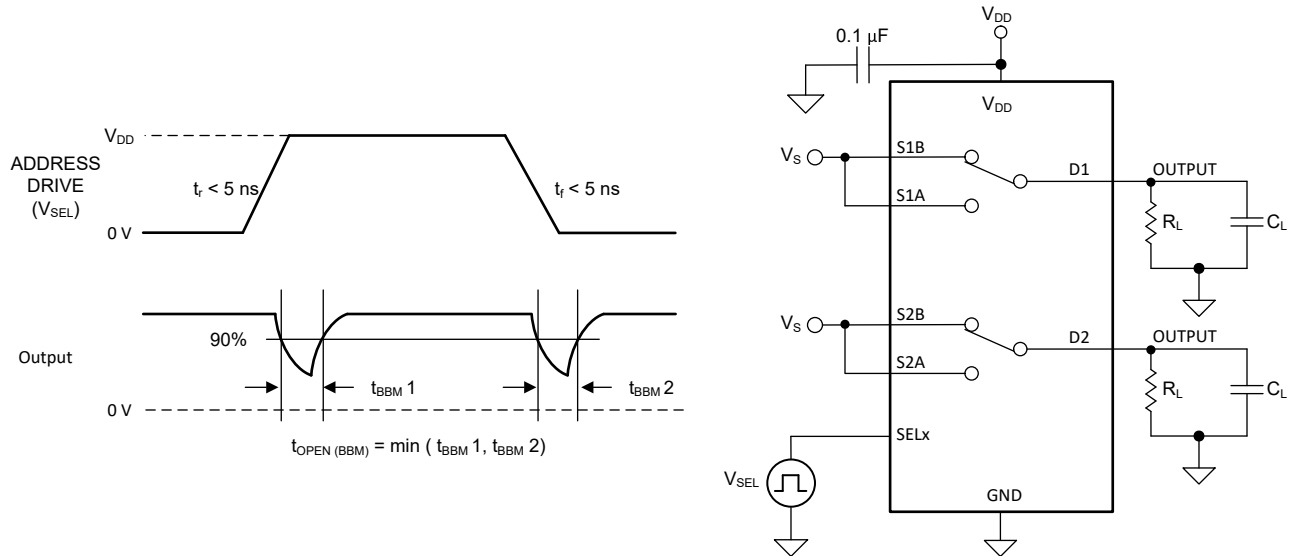 V_DD
ADDRESS
DRIVE
(V_SEL)
t_r < 5 ns
t_f < 5 ns
0 V
Output
90%
t_BBM 1
t_BBM 2
0 V
t_OPEN (BBM) = min ( t_BBM 1, t_BBM 2)
V_DD
0.1 µF
V_DD
V_S
S1B
S1A
D1
OUTPUT
R_L
C_L
V_S
S2B
S2A
D2
OUTPUT
R_L
C_L
SELx
V_SEL
GND